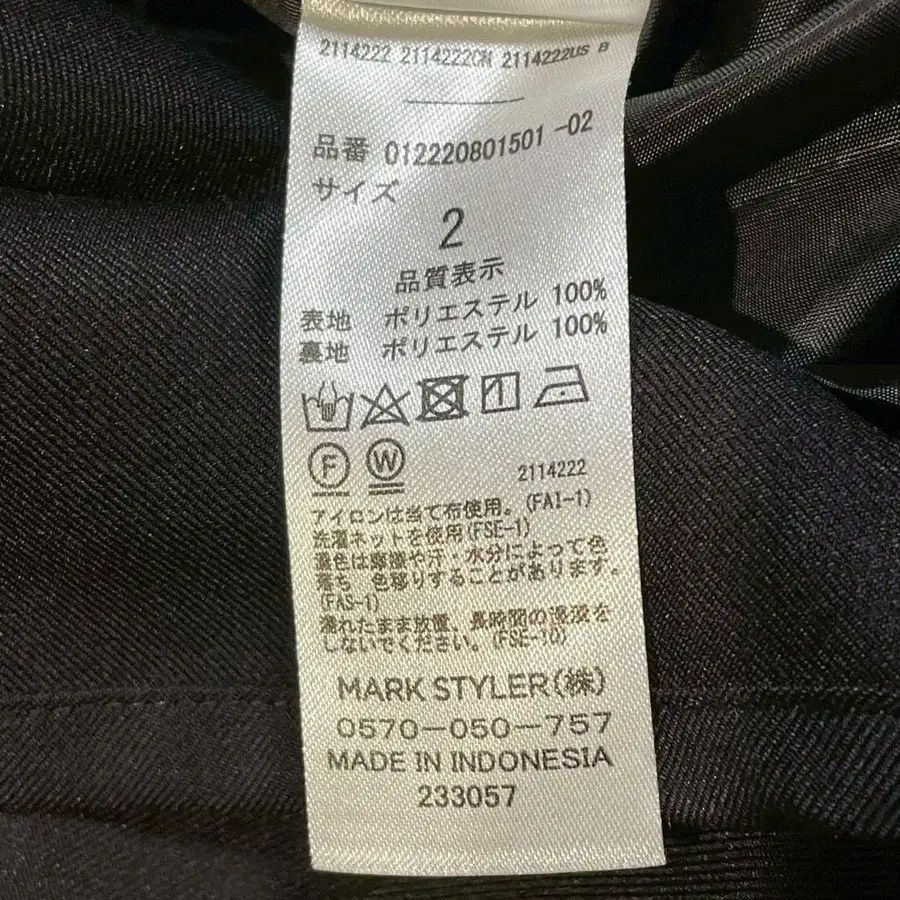 2114222 2114222CN 2114222US B
品番 012220801501 -02
サイズ
2
品質表示
表地 ポリエステル 100%
裏地 ポリエステル 100%
F W
2114222
アイロンは当て布使用。(FAI-1)
洗濯ネットを使用(FSE-1)
濃色は摩擦や汗・水分によって色
落ち 色移りすることがあります。
(FAS-1)
濡れたまま放置、長時間の浸漬を
しないでください。(FSE-10)
MARK STYLER(株)
0570-050-757
MADE IN INDONESIA
233057